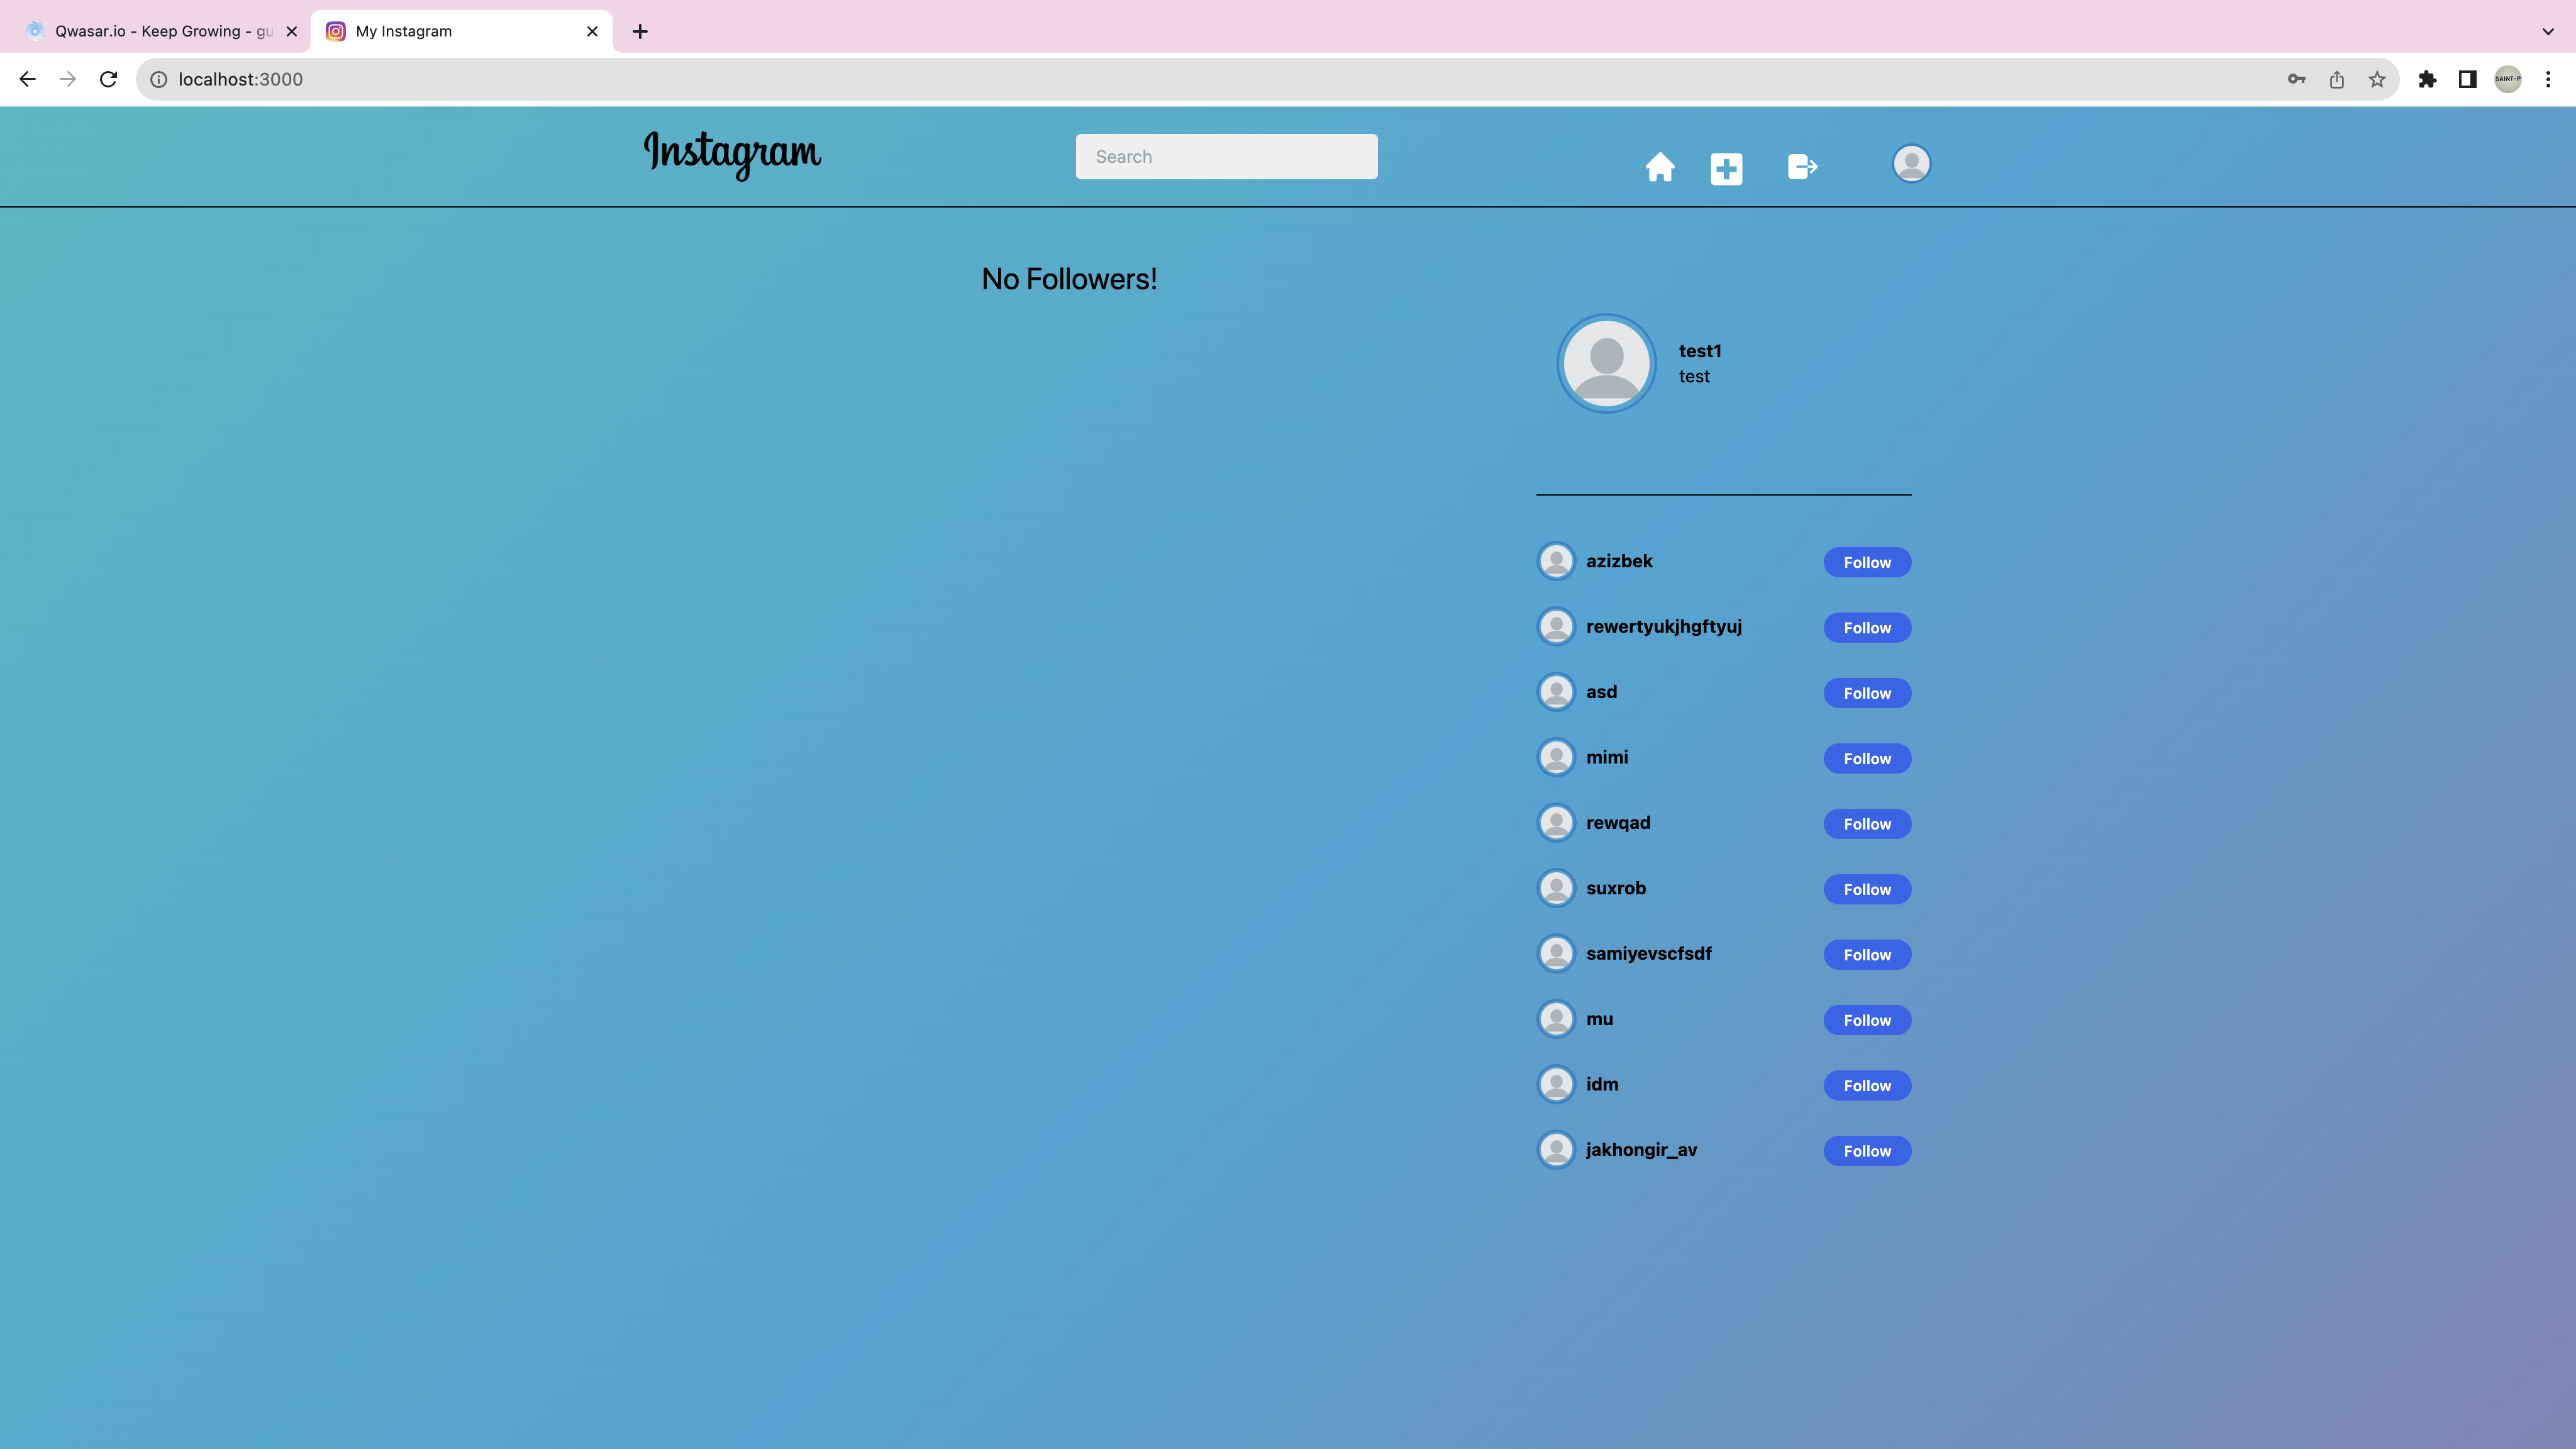 Qwasar.io - Keep Growing - gu
My Instagram
localhost:3000
SAINT-P
Instagram
Search
No Followers!
test1
test
azizbek
Follow
rewertyukjhgftyuj
Follow
asd
Follow
mimi
Follow
rewqad
Follow
suxrob
Follow
samiyevscfsdf
Follow
mu
Follow
idm
Follow
jakhongir_av
Follow